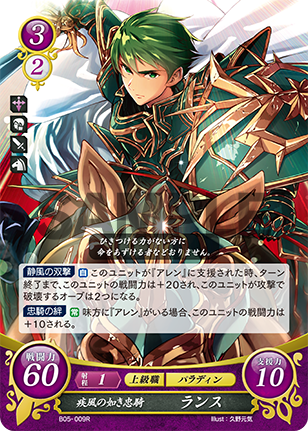 3
2
ひきつける力がない方に
命をあずける者などおりません。
静風の双撃 自 このユニットが『アレン』に支援された時、ターン
終了まで、このユニットの戦闘力は+20され、このユニットが攻撃で
破壊するオーブは2つになる。
忠騎の絆 常 味方に『アレン』がいる場合、このユニットの戦闘力は
+10される。
戦闘力
60
射程 1 上級職 パラディン
支援力
10
疾風の如き忠騎 ランス
B05-009R
Illust:久野元気